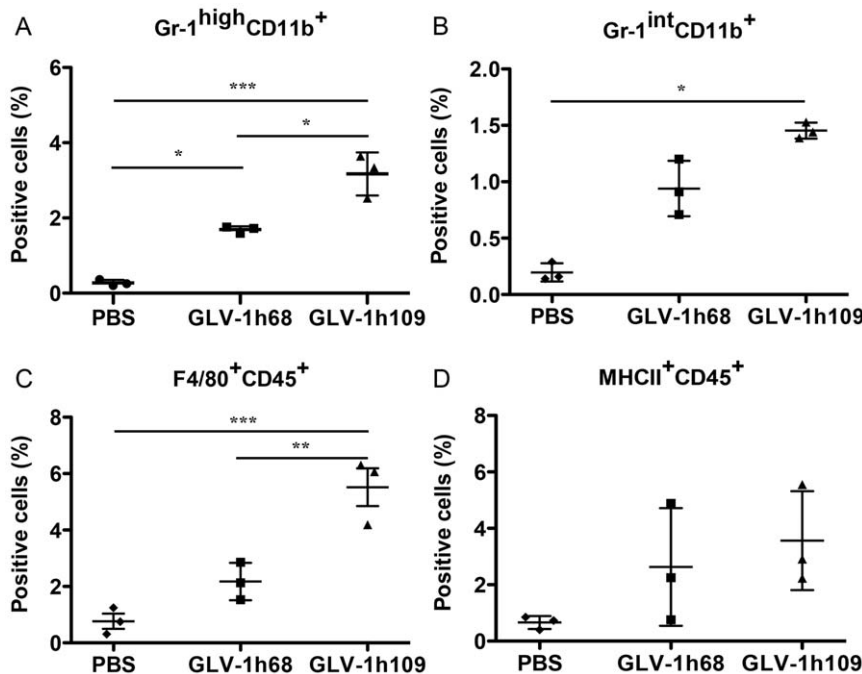 A
Gr-1highCD11b+
Positive cells (%)
6
4
2
0
***
*
*
PBS GLV-1h68 GLV-1h109
B
Gr-1intCD11b+
Positive cells (%)
2.0
1.5
1.0
0.5
0.0
*
PBS GLV-1h68 GLV-1h109
C
F4/80+CD45+
Positive cells (%)
8
6
4
2
0
***
**
PBS GLV-1h68 GLV-1h109
D
MHCII+CD45+
Positive cells (%)
8
6
4
2
0
PBS GLV-1h68 GLV-1h109